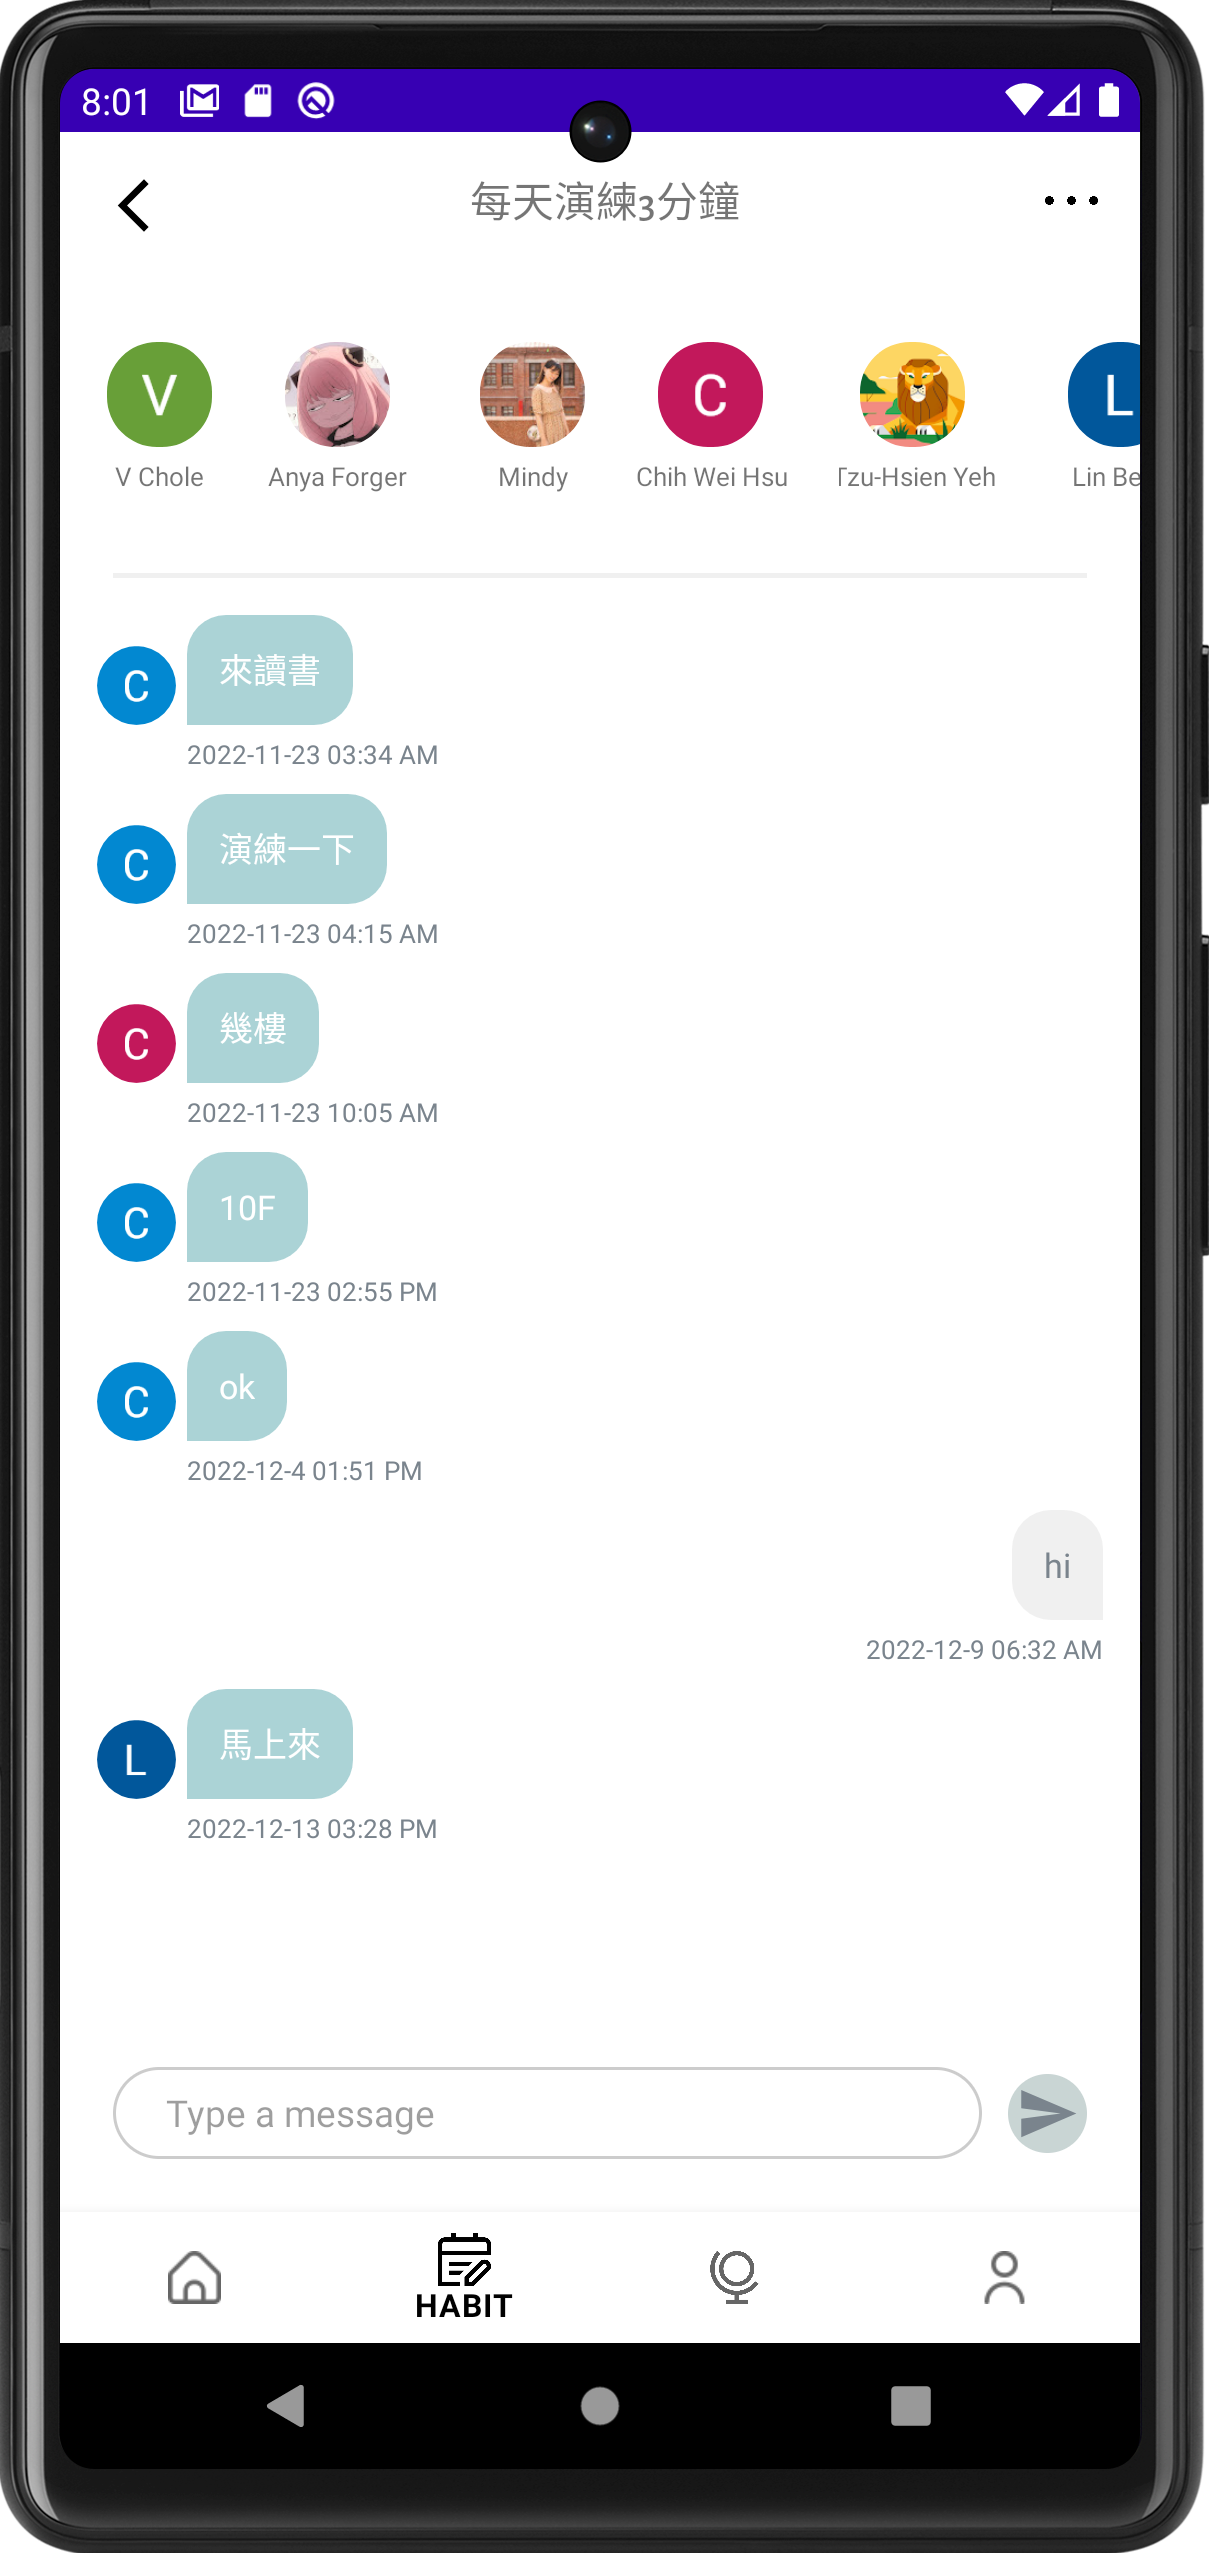 8:01
每天演練3分鐘
V
C
L
V Chole
Anya Forger
Mindy
Chih Wei Hsu
Tzu-Hsien Yeh
Lin Be
C
來讀書
2022-11-23 03:34 AM
C
演練一下
2022-11-23 04:15 AM
C
幾樓
2022-11-23 10:05 AM
C
10F
2022-11-23 02:55 PM
C
ok
2022-12-4 01:51 PM
hi
2022-12-9 06:32 AM
L
馬上來
2022-12-13 03:28 PM
Type a message
HABIT